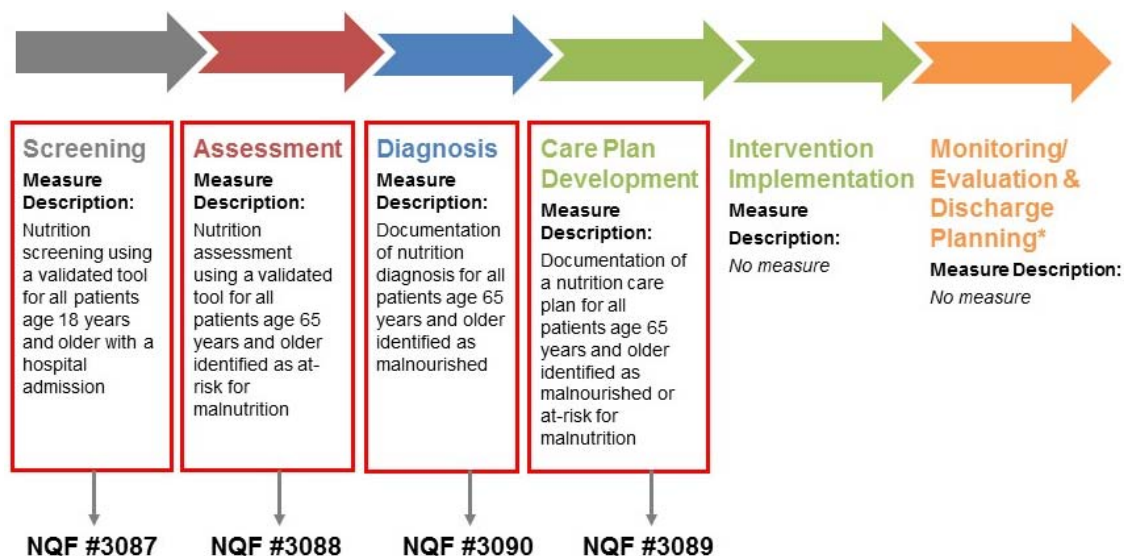 Screening
Measure
Description:
Nutrition
screening using
a validated tool
for all patients
age 18 years
and older with a
hospital
admission
Assessment
Measure
Description:
Nutrition
assessment
using a validated
tool for all
patients age 65
years and older
identified as at-
risk for
malnutrition
Diagnosis
Measure
Description:
Documentation
of nutrition
diagnosis for all
patients age 65
years and older
identified as
malnourished
Care Plan
Development
Measure
Description:
Documentation of
a nutrition care
plan for all
patients age 65
years and older
identified as
malnourished or
at-risk for
malnutrition
Intervention
Implementation
Measure
Description:
No measure
Monitoring/
Evaluation &
Discharge
Planning*
Measure Description:
No measure
NQF #3087
NQF #3088
NQF #3090
NQF #3089